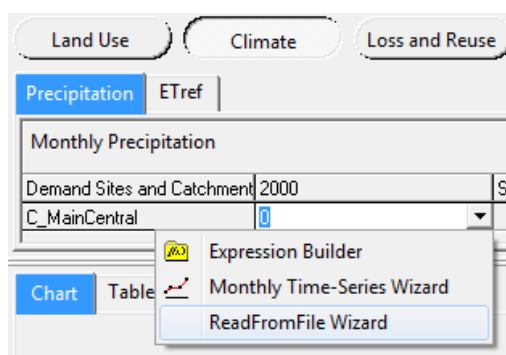 Land Use Climate Loss and Reuse
Precipitation ETref
Monthly Precipitation
Demand Sites and Catchment 2000
C_MainCentral 0
Expression Builder
Chart Table Monthly Time-Series Wizard
ReadFromFile Wizard